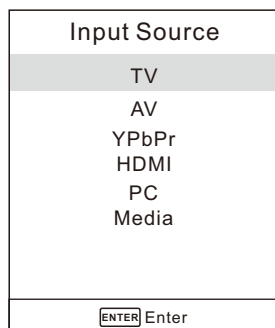 Input Source
TV
AV
YPbPr
HDMI
PC
Media
ENTER Enter